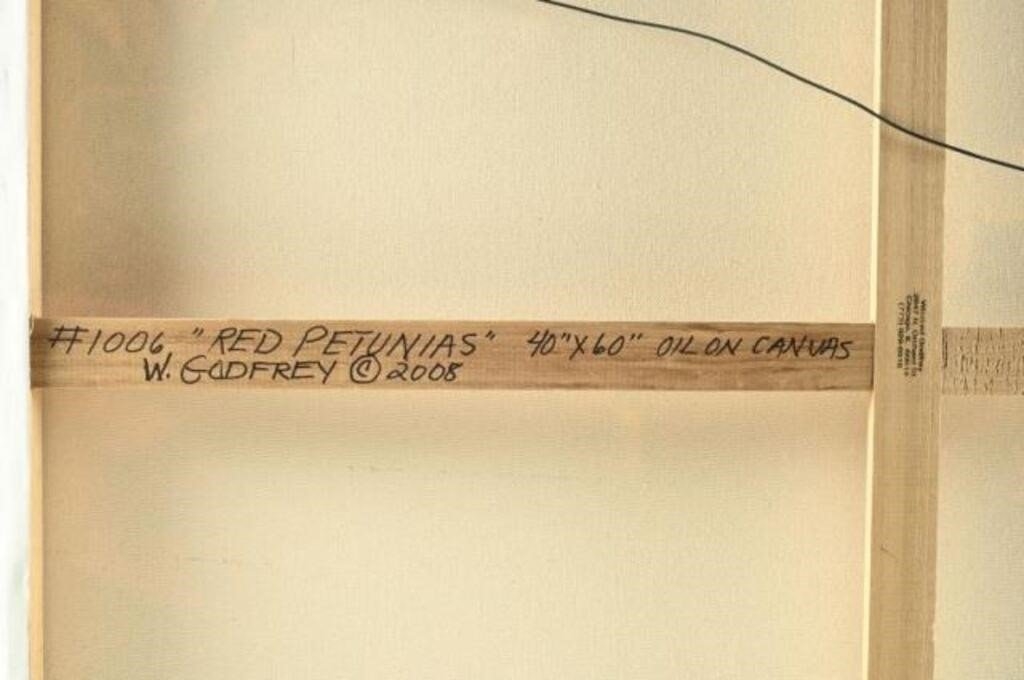 #1006 "RED PETUNIAS" 40"X60" OIL ON CANVAS
W. GODFREY © 2008